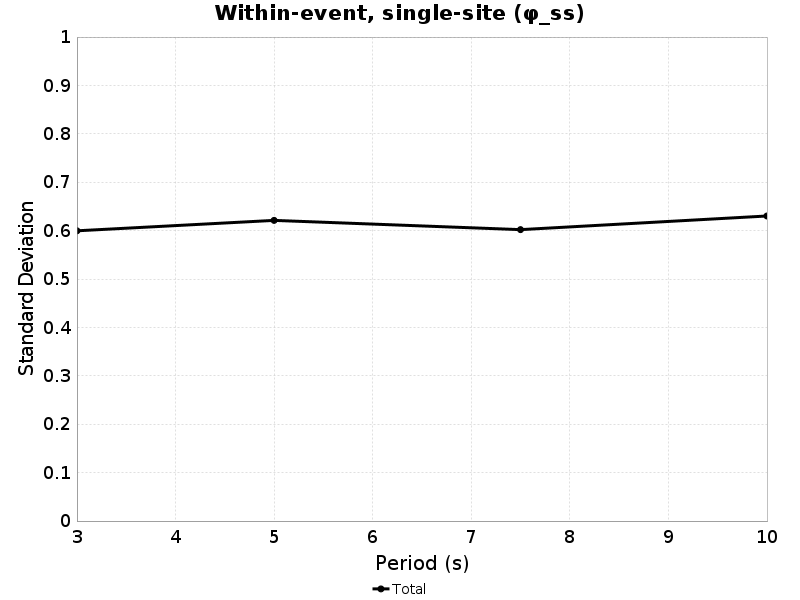 Within-event, single-site (φ_ss)
1
0.9
0.8
0.7
0.6
0.5
0.4
0.3
0.2
0.1
0
Standard Deviation
3 4 5 6 7 8 9 10
Period (s)
Total